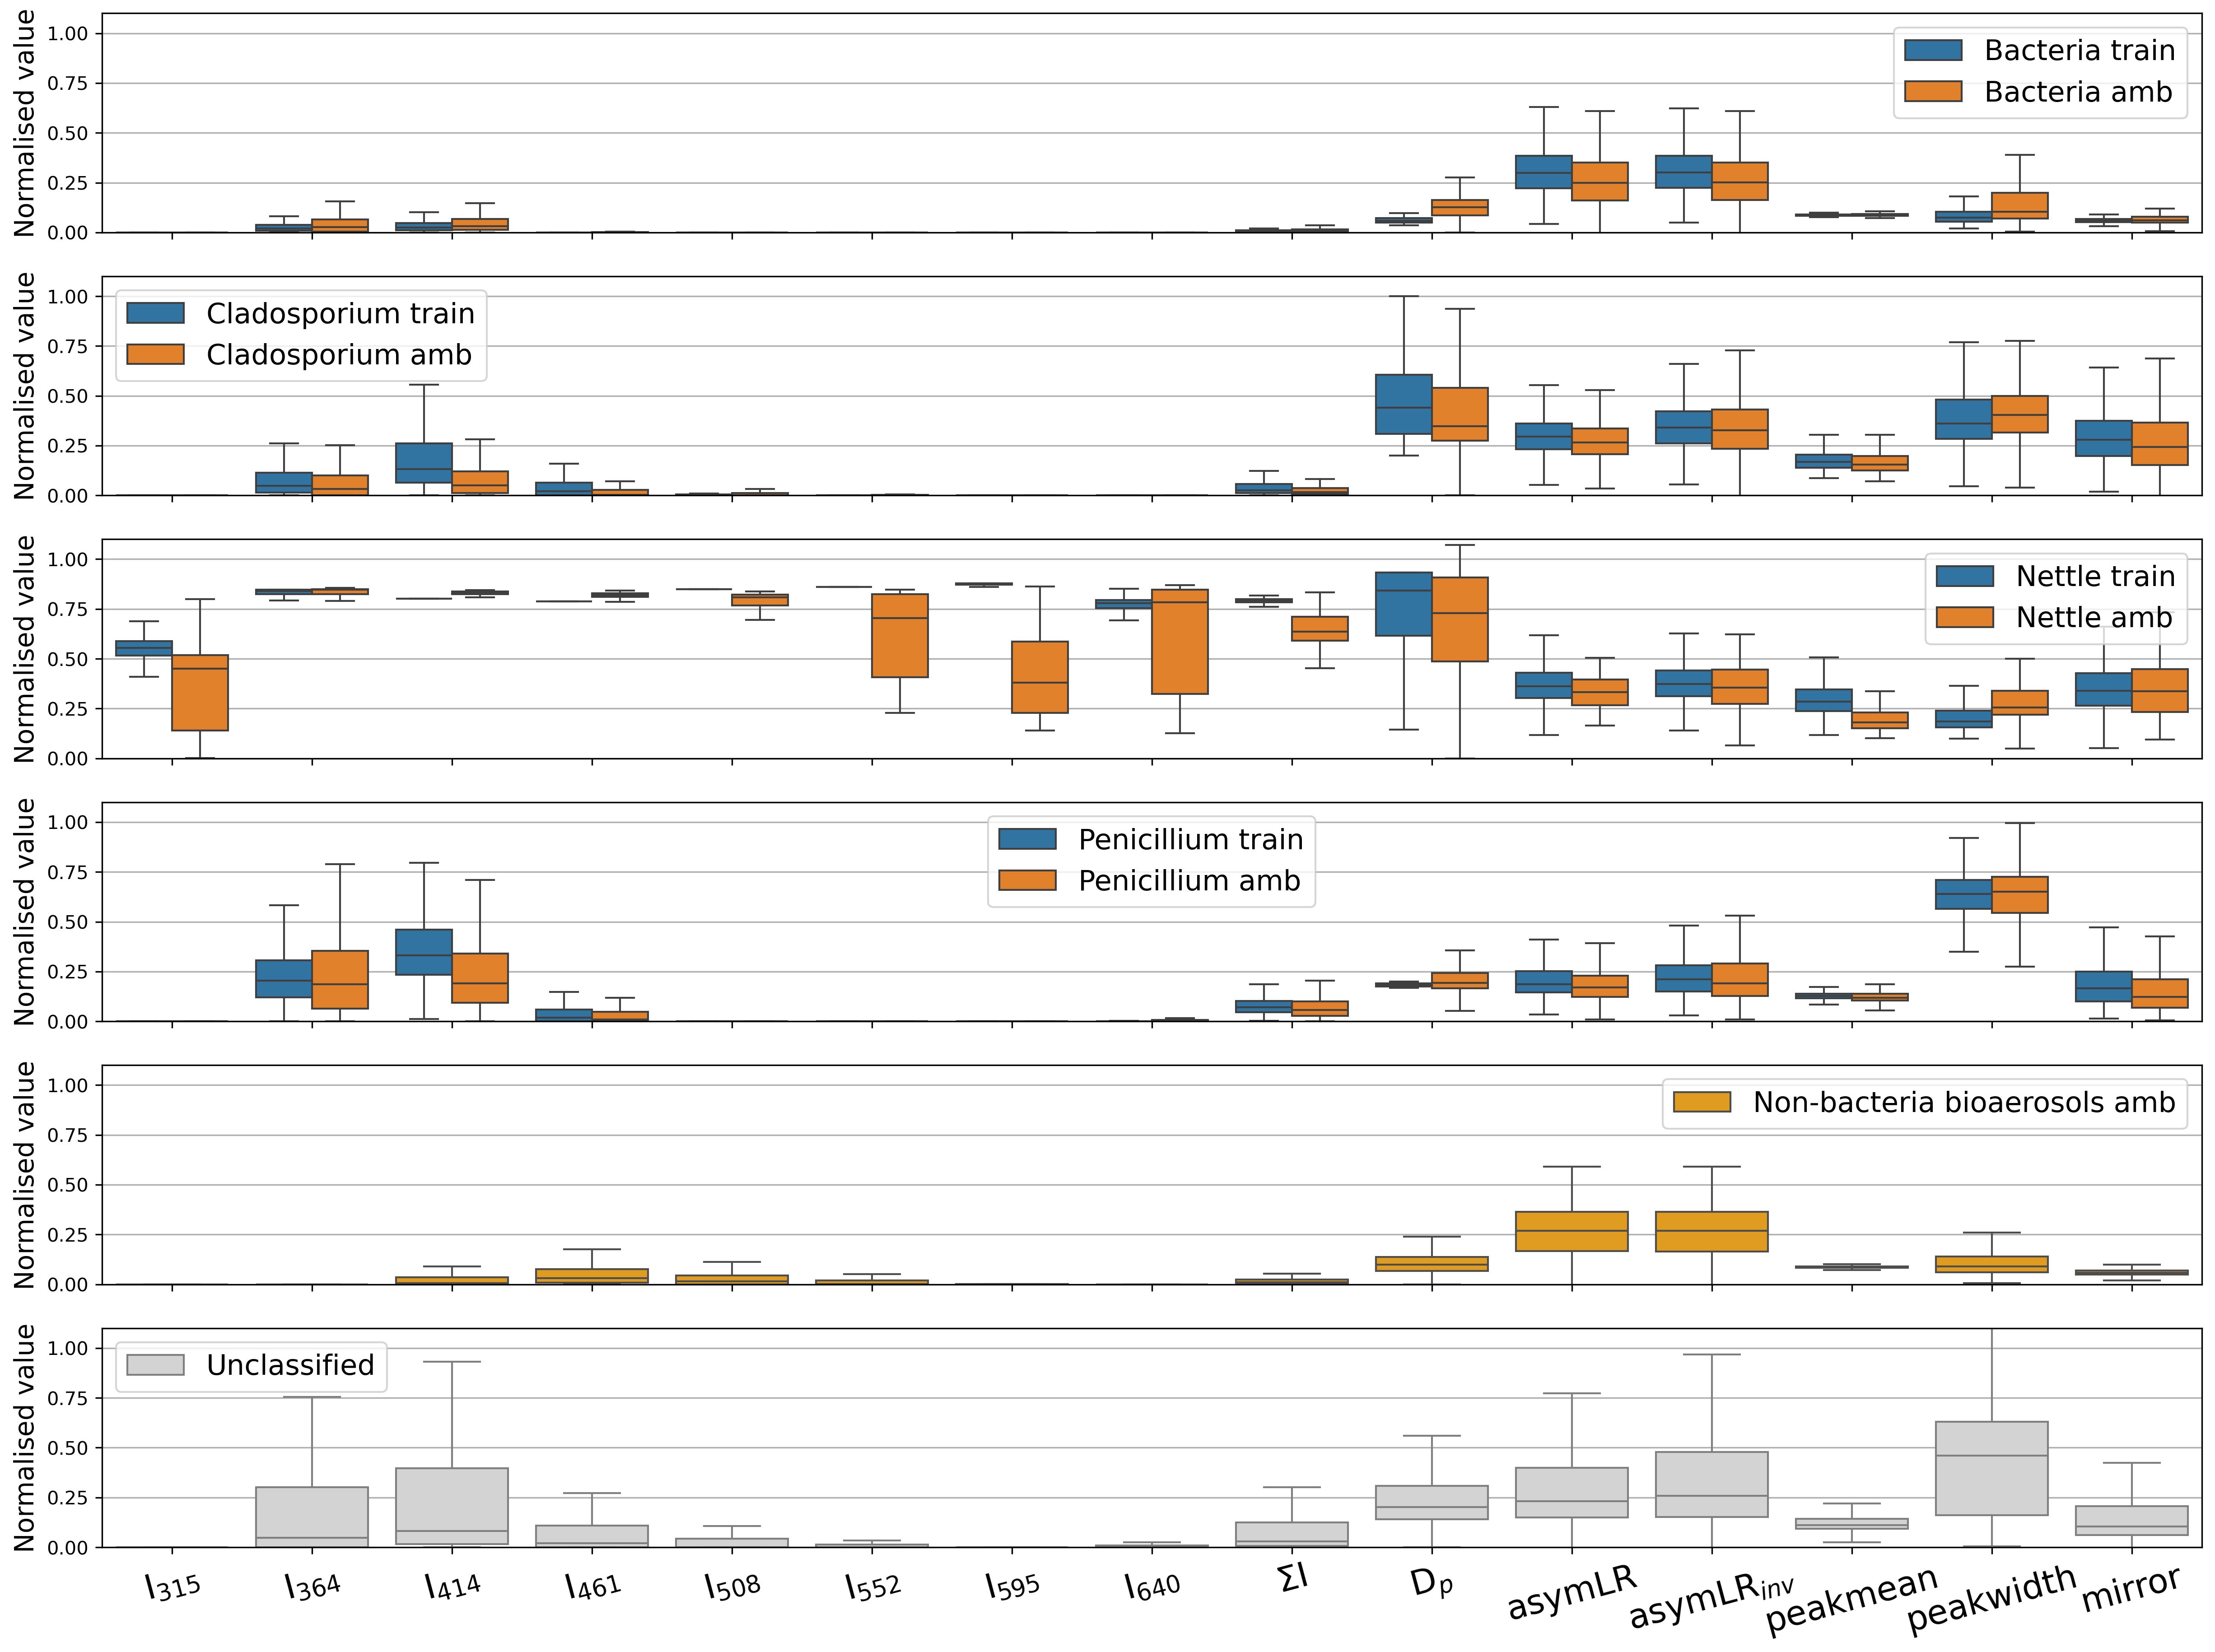 Normalised value
1.00
0.75
0.50
0.25
0.00
Bacteria train
Bacteria amb
Normalised value
1.00
0.75
0.50
0.25
0.00
Cladosporium train
Cladosporium amb
Normalised value
1.00
0.75
0.50
0.25
0.00
Nettle train
Nettle amb
Normalised value
1.00
0.75
0.50
0.25
0.00
Penicillium train
Penicillium amb
Normalised value
1.00
0.75
0.50
0.25
0.00
Non-bacteria bioaerosols amb
Normalised value
1.00
0.75
0.50
0.25
0.00
Unclassified
I315 I364 I414 I461 I508 I552 I595 I640 ΣI Dp asymLR asymLRinv peakmean peakwidth mirror